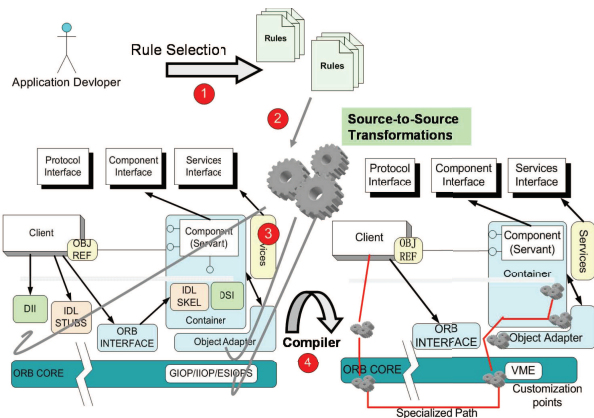 Rules
Rules
Rule Selection
1
Application Devloper
2
Source-to-Source
Transformations
Protocol
Interface
Component
Interface
Services
Interface
Protocol
Interface
Component
Interface
Services
Interface
Client
OBJ
REF
Component
(Servart)
3
Client
OBJ
REF
Component
(Servant)
Services
Container
DII
IDL
STUBS
ORB
INTERFACE
IDL
SKEL
DSI
Container
Object Adapter
Compiler
4
ORB
INTERFACE
Object Adapter
ORB CORE
GIOP/IIOP/ESIOPS
ORB CORE
VME
Customization
points
Specialized Path